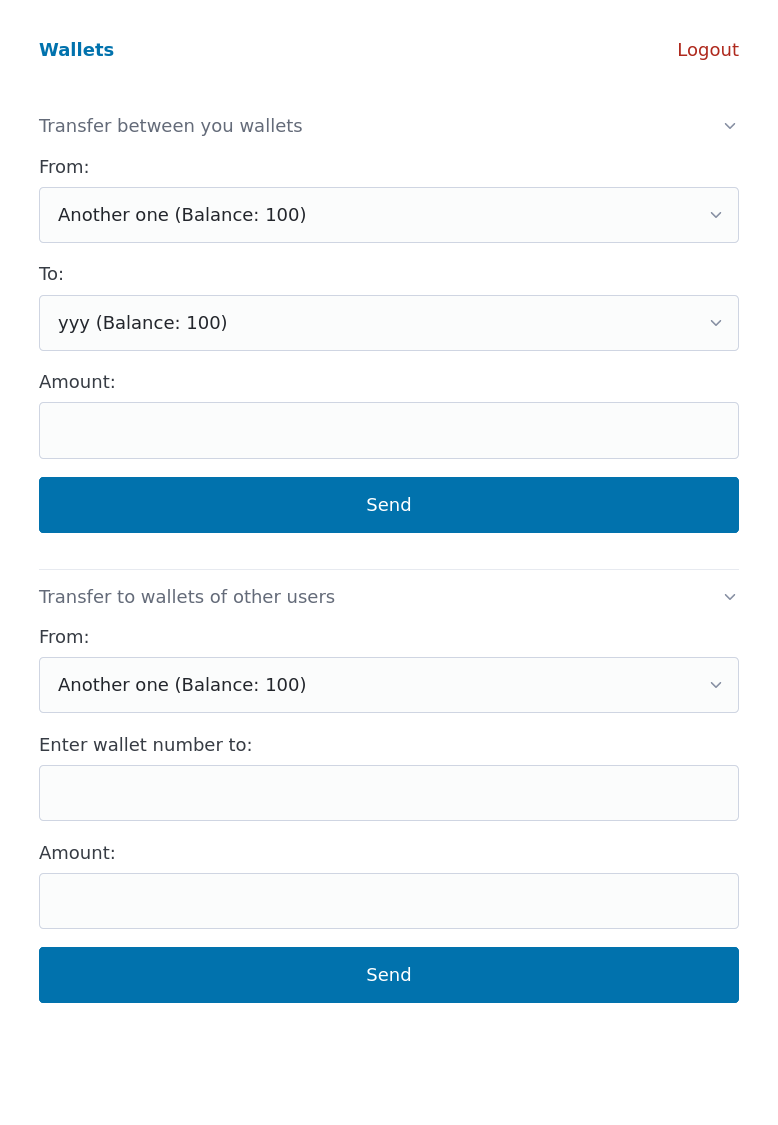 Wallets Logout
Transfer between you wallets
From:
Another one (Balance: 100)
To:
yyy (Balance: 100)
Amount:
Send
Transfer to wallets of other users
From:
Another one (Balance: 100)
Enter wallet number to:
Amount:
Send